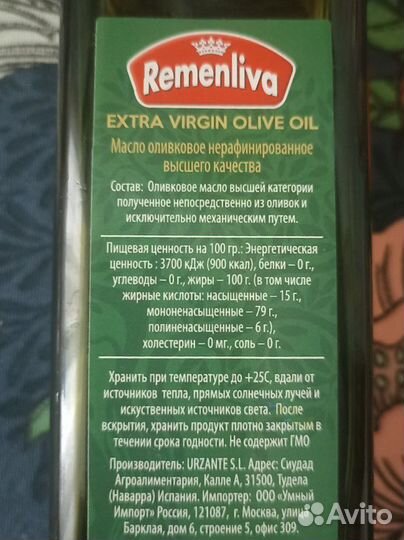 Remenliva
EXTRA VIRGIN OLIVE OIL
Масло оливковое нерафинированное
высшего качества
Состав: Оливковое масло высшей категории
полученное непосредственно из оливок и
исключительно механическим путем.
Пищевая ценность на 100 гр.: Энергетическая
ценность : 3700 кДж (900 ккал), белки – 0 г.,
углеводы – 0 г., жиры – 100 г. (в том числе
жирные кислоты: насыщенные – 15 г.,
мононенасыщенные – 79 г.,
полиненасыщенные – 6 г.),
холестерин – 0 мг., соль – 0 г.
Хранить при температуре до +25С, вдали от
источников тепла, прямых солнечных лучей и
искуственных источников света. После
вскрытия, хранить продукт плотно закрытым в
течении срока годности. Не содержит ГМО
Производитель: URZANTE S.L. Адрес: Сиудад
Агроалиментария, Калле А, 31500, Тудела
(Наварра) Испания. Импортер: ООО «Умный
Импорт» Россия, 121087, г. Москва, улица
Барклая, дом 6, строение 5, офис 309.
Avito